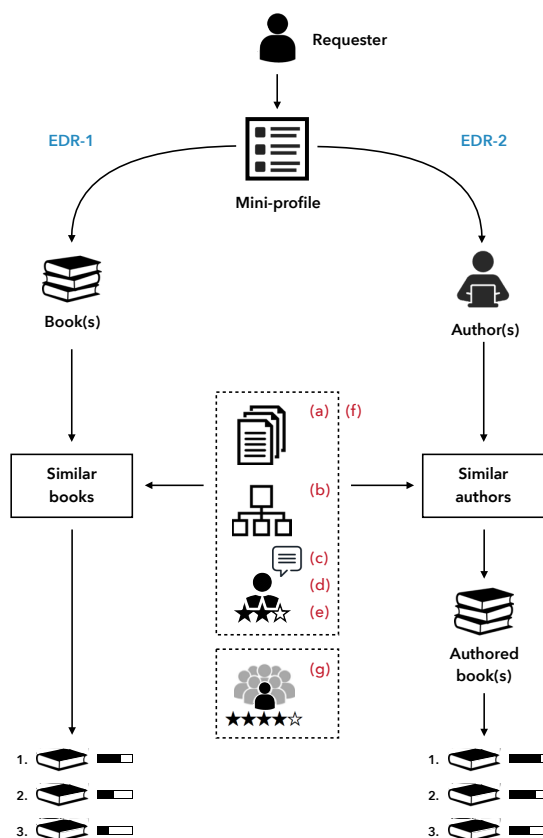 Requester
EDR-1
EDR-2
Mini-profile
Book(s)
Author(s)
(a) (f)
Similar
books
(b)
Similar
authors
(c)
(d)
(e)
Authored
book(s)
(g)
1.
1.
2.
2.
3.
3.